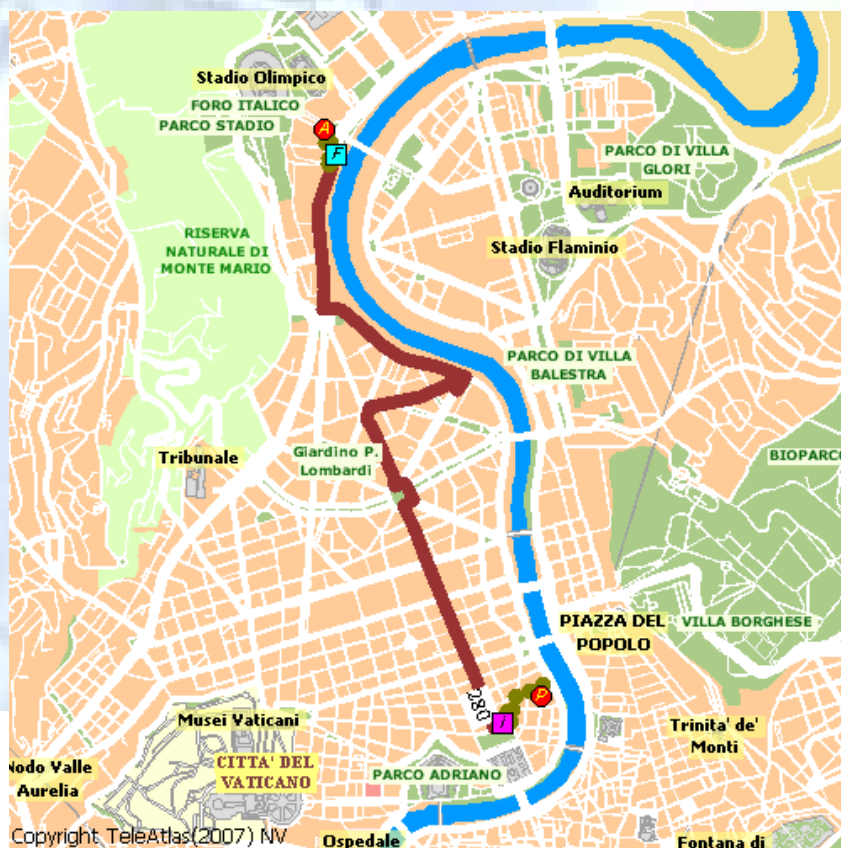 Stadio Olimpico
FORO ITALICO
PARCO STADIO
A
F
PARCO DI VILLA
GLORI
Auditorium
RISERVA
NATURALE DI
MONTE MARIO
Stadio Flaminio
PARCO DI VILLA
BALESTRA
Tribunale
Giardino P.
Lombardi
BIOPARCO
PIAZZA DEL
POPOLO
VILLA BORGHESE
280
P
Musei Vaticani
Trinita' de'
Monti
CITTA' DEL
VATICANO
PARCO ADRIANO
Nodo Valle
Aurelia
Copyright TeleAtlas(2007) NV
Ospedale
Fontana di